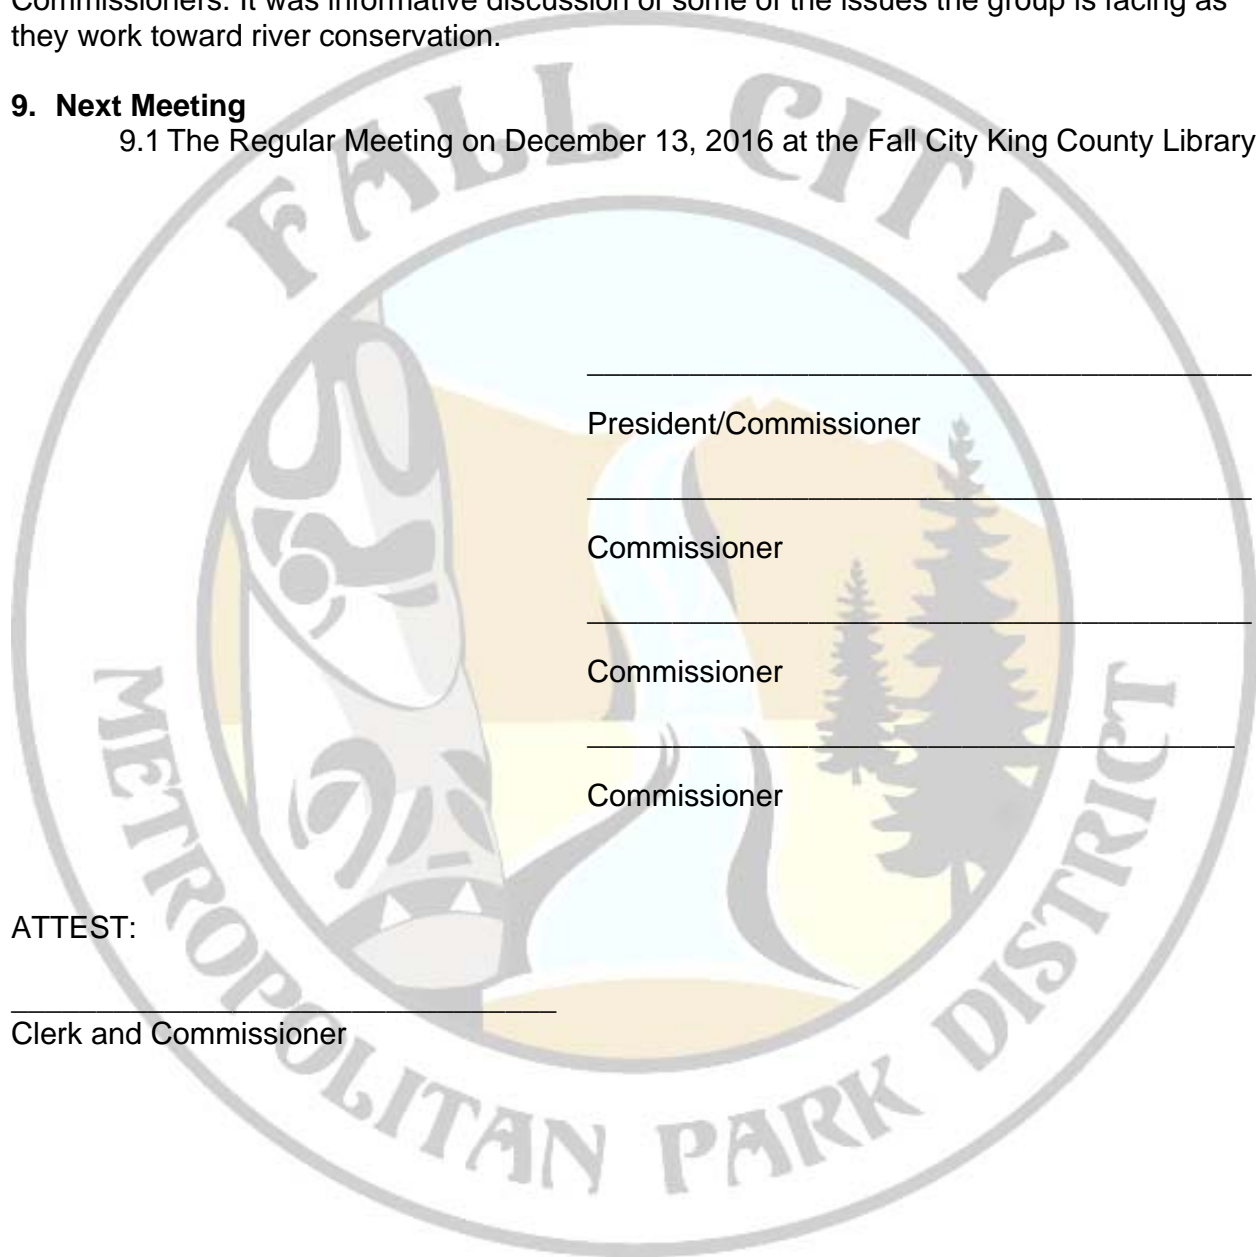 Commissioners. It was informative discussion of some of the issues the group is facing as
they work toward river conservation.
9. Next Meeting
9.1 The Regular Meeting on December 13, 2016 at the Fall City King County Library
FALL CITY
President/Commissioner
Commissioner
Commissioner
Commissioner
ATTEST:
Clerk and Commissioner
METROPOLITAN PARK DISTRICT